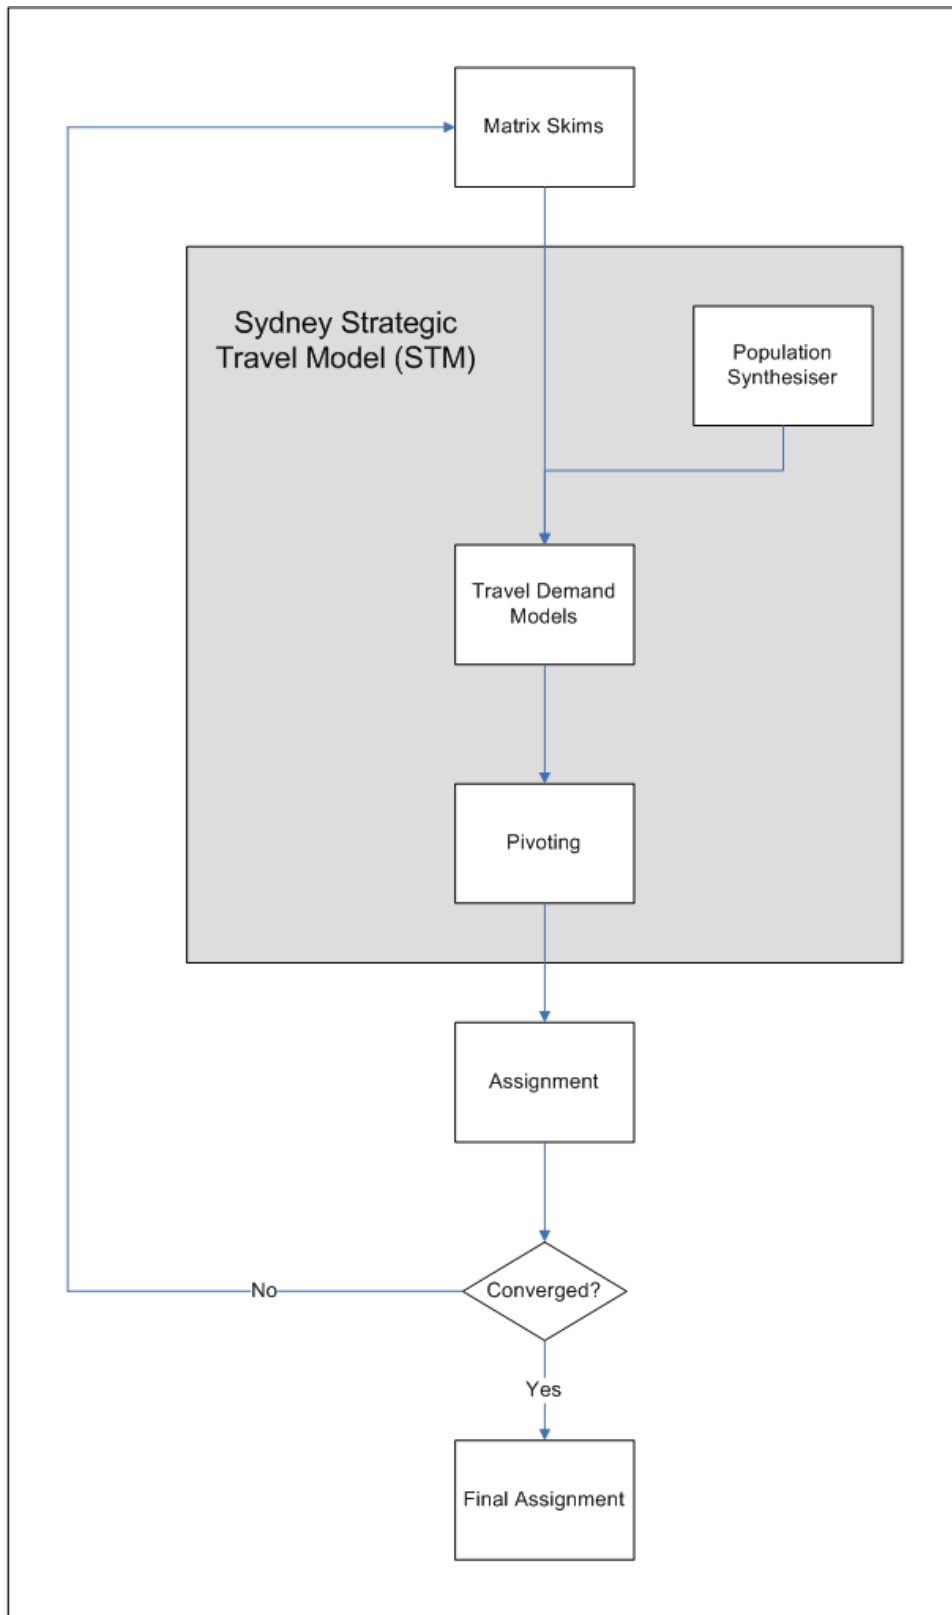 Matrix Skims
Sydney Strategic
Travel Model (STM)
Population
Synthesiser
Travel Demand
Models
Pivoting
Assignment
Converged?
No
Yes
Final Assignment